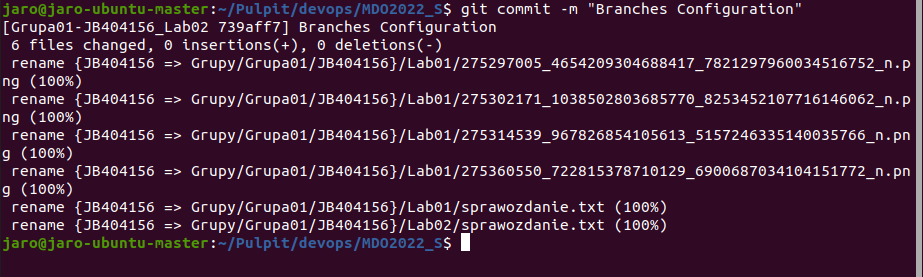 jaro@jaro-ubuntu-master:~/Pulpit/devops/MDO2022_S$ git commit -m "Branches Configuration"
[Grupa01-JB404156_Lab02 739aff7] Branches Configuration
 6 files changed, 0 insertions(+), 0 deletions(-)
 rename {JB404156 => Grupy/Grupa01/JB404156}/Lab01/275297005_4654209304688417_7821297960034516752_n.p
ng (100%)
 rename {JB404156 => Grupy/Grupa01/JB404156}/Lab01/275302171_1038502803685770_8253452107716146062_n.p
ng (100%)
 rename {JB404156 => Grupy/Grupa01/JB404156}/Lab01/275314539_967826854105613_5157246335140035766_n.pn
g (100%)
 rename {JB404156 => Grupy/Grupa01/JB404156}/Lab01/275360550_722815378710129_6900687034104151772_n.pn
g (100%)
 rename {JB404156 => Grupy/Grupa01/JB404156}/Lab01/sprawozdanie.txt (100%)
 rename {JB404156 => Grupy/Grupa01/JB404156}/Lab02/sprawozdanie.txt (100%)
jaro@jaro-ubuntu-master:~/Pulpit/devops/MDO2022_S$